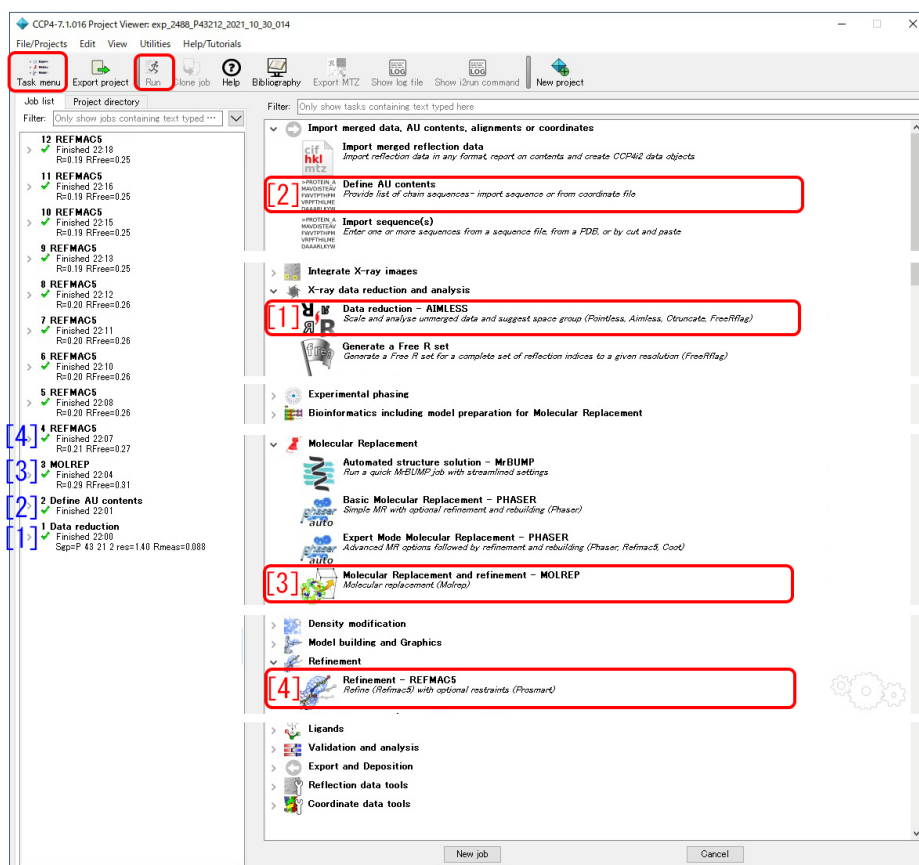 CCP4-7.1.016 Project Viewer: exp_2488_P43212_2021_10_30_014
File/Projects Edit View Utilities Help/Tutorials
Task menu Export project Run Clone job Help Bibliography Export MTZ Show log file Show i2run command New project
Job list Project directory
Filter: Only show jobs containing text typed ...
12 REFMAC5
Finished 22:18
R=0.19 RFree=0.25
11 REFMAC5
Finished 22:16
R=0.19 RFree=0.25
10 REFMAC5
Finished 22:15
R=0.19 RFree=0.25
9 REFMAC5
Finished 22:13
R=0.19 RFree=0.25
8 REFMAC5
Finished 22:12
R=0.20 RFree=0.26
7 REFMAC5
Finished 22:11
R=0.20 RFree=0.26
6 REFMAC5
Finished 22:10
R=0.20 RFree=0.26
5 REFMAC5
Finished 22:08
R=0.20 RFree=0.26
[4] 4 REFMAC5
Finished 22:07
R=0.21 RFree=0.27
[3] 3 MOLREP
Finished 22:04
R=0.29 RFree=0.31
[2] 2 Define AU contents
Finished 22:01
[1] 1 Data reduction
Finished 22:00
Sgp=P 43 21 2 res=1.40 Rmeas=0.088
Filter: Only show tasks containing text typed here
Import merged data, AU contents, alignments or coordinates
cif
hkl
mtz
Import merged reflection data
Import reflection data in any format, report on contents and create CCP4i2 data objects
[2]
>PROTEIN_A
MAVDISTEAV
FWVTPTHPM
VRPFTHILME
DAAARLKYW
Define AU contents
Provide list of chain sequences- import sequence or from coordinate file
>PROTEIN_A
MAVDISTEAV
FWVTPTHPM
VRPFTHILME
DAAARLKYW
Import sequence(s)
Enter one or more sequences from a sequence file, from a PDB, or by cut and paste
Integrate X-ray images
X-ray data reduction and analysis
[1] Data reduction - AIMLESS
Scale and analyse unmerged data and suggest space group (Pointless, Aimless, Ctruncate, FreeRflag)
free
Generate a Free R set
Generate a Free R set for a complete set of reflection indices to a given resolution (FreeRflag)
Experimental phasing
Bioinformatics including model preparation for Molecular Replacement
Molecular Replacement
Automated structure solution - MrBUMP
Run a quick MrBUMP job with streamlined settings
phaser
auto
Basic Molecular Replacement - PHASER
Simple MR with optional refinement and rebuilding (Phaser)
phaser
auto
Expert Mode Molecular Replacement - PHASER
Advanced MR options followed by refinement and rebuilding (Phaser, Refmac5, Coot)
[3] Molecular Replacement and refinement - MOLREP
Molecular replacement (Molrep)
Density modification
Model building and Graphics
Refinement
[4] Refinement - REFMAC5
Refine (Refmac5) with optional restraints (Prosmart)
Ligands
Validation and analysis
Export and Deposition
Reflection data tools
Coordinate data tools
New job Cancel